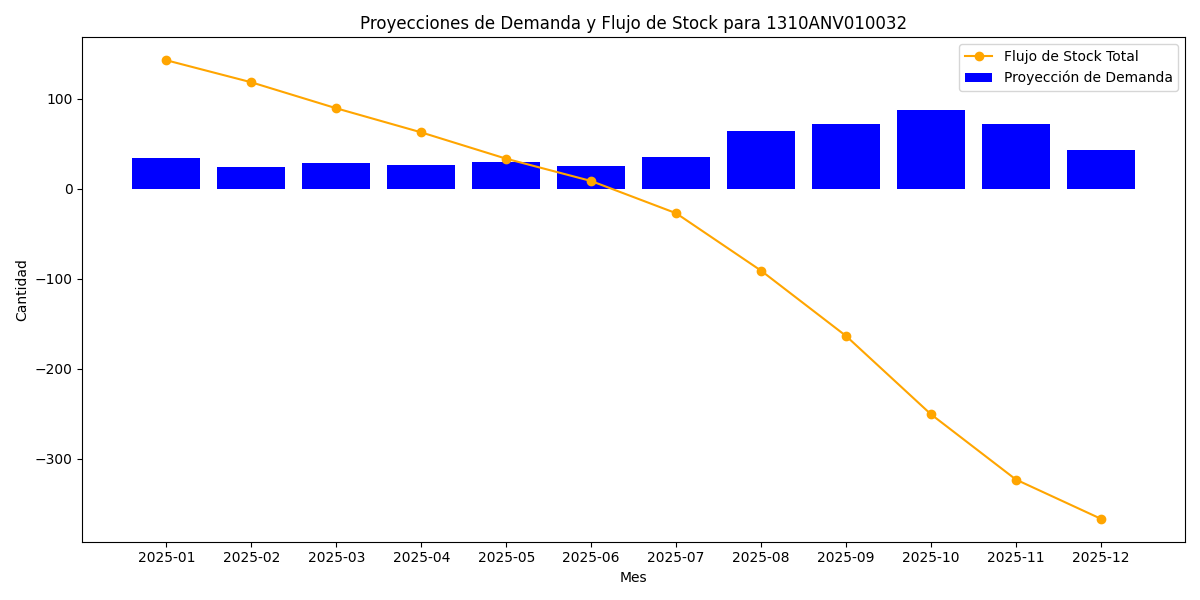 Proyecciones de Demanda y Flujo de Stock para 1310ANV010032
Flujo de Stock Total
Proyección de Demanda
Cantidad
100
0
−100
−200
−300
2025-01 2025-02 2025-03 2025-04 2025-05 2025-06 2025-07 2025-08 2025-09 2025-10 2025-11 2025-12
Mes